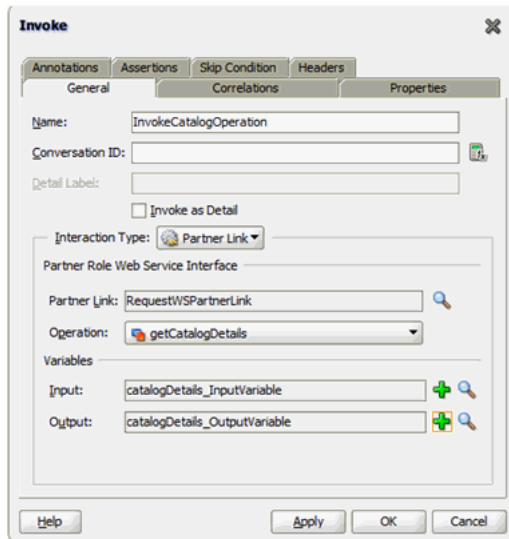 Invoke
Annotations Assertions Skip Condition Headers
General Correlations Properties
Name: InvokeCatalogOperation
Conversation ID:
Detail Label:
Invoke as Detail
Interaction Type: Partner Link
Partner Role Web Service Interface
Partner Link: RequestWSPartnerLink
Operation: getCatalogDetails
Variables
Input: catalogDetails_InputVariable
Output: catalogDetails_OutputVariable
Help Apply OK Cancel